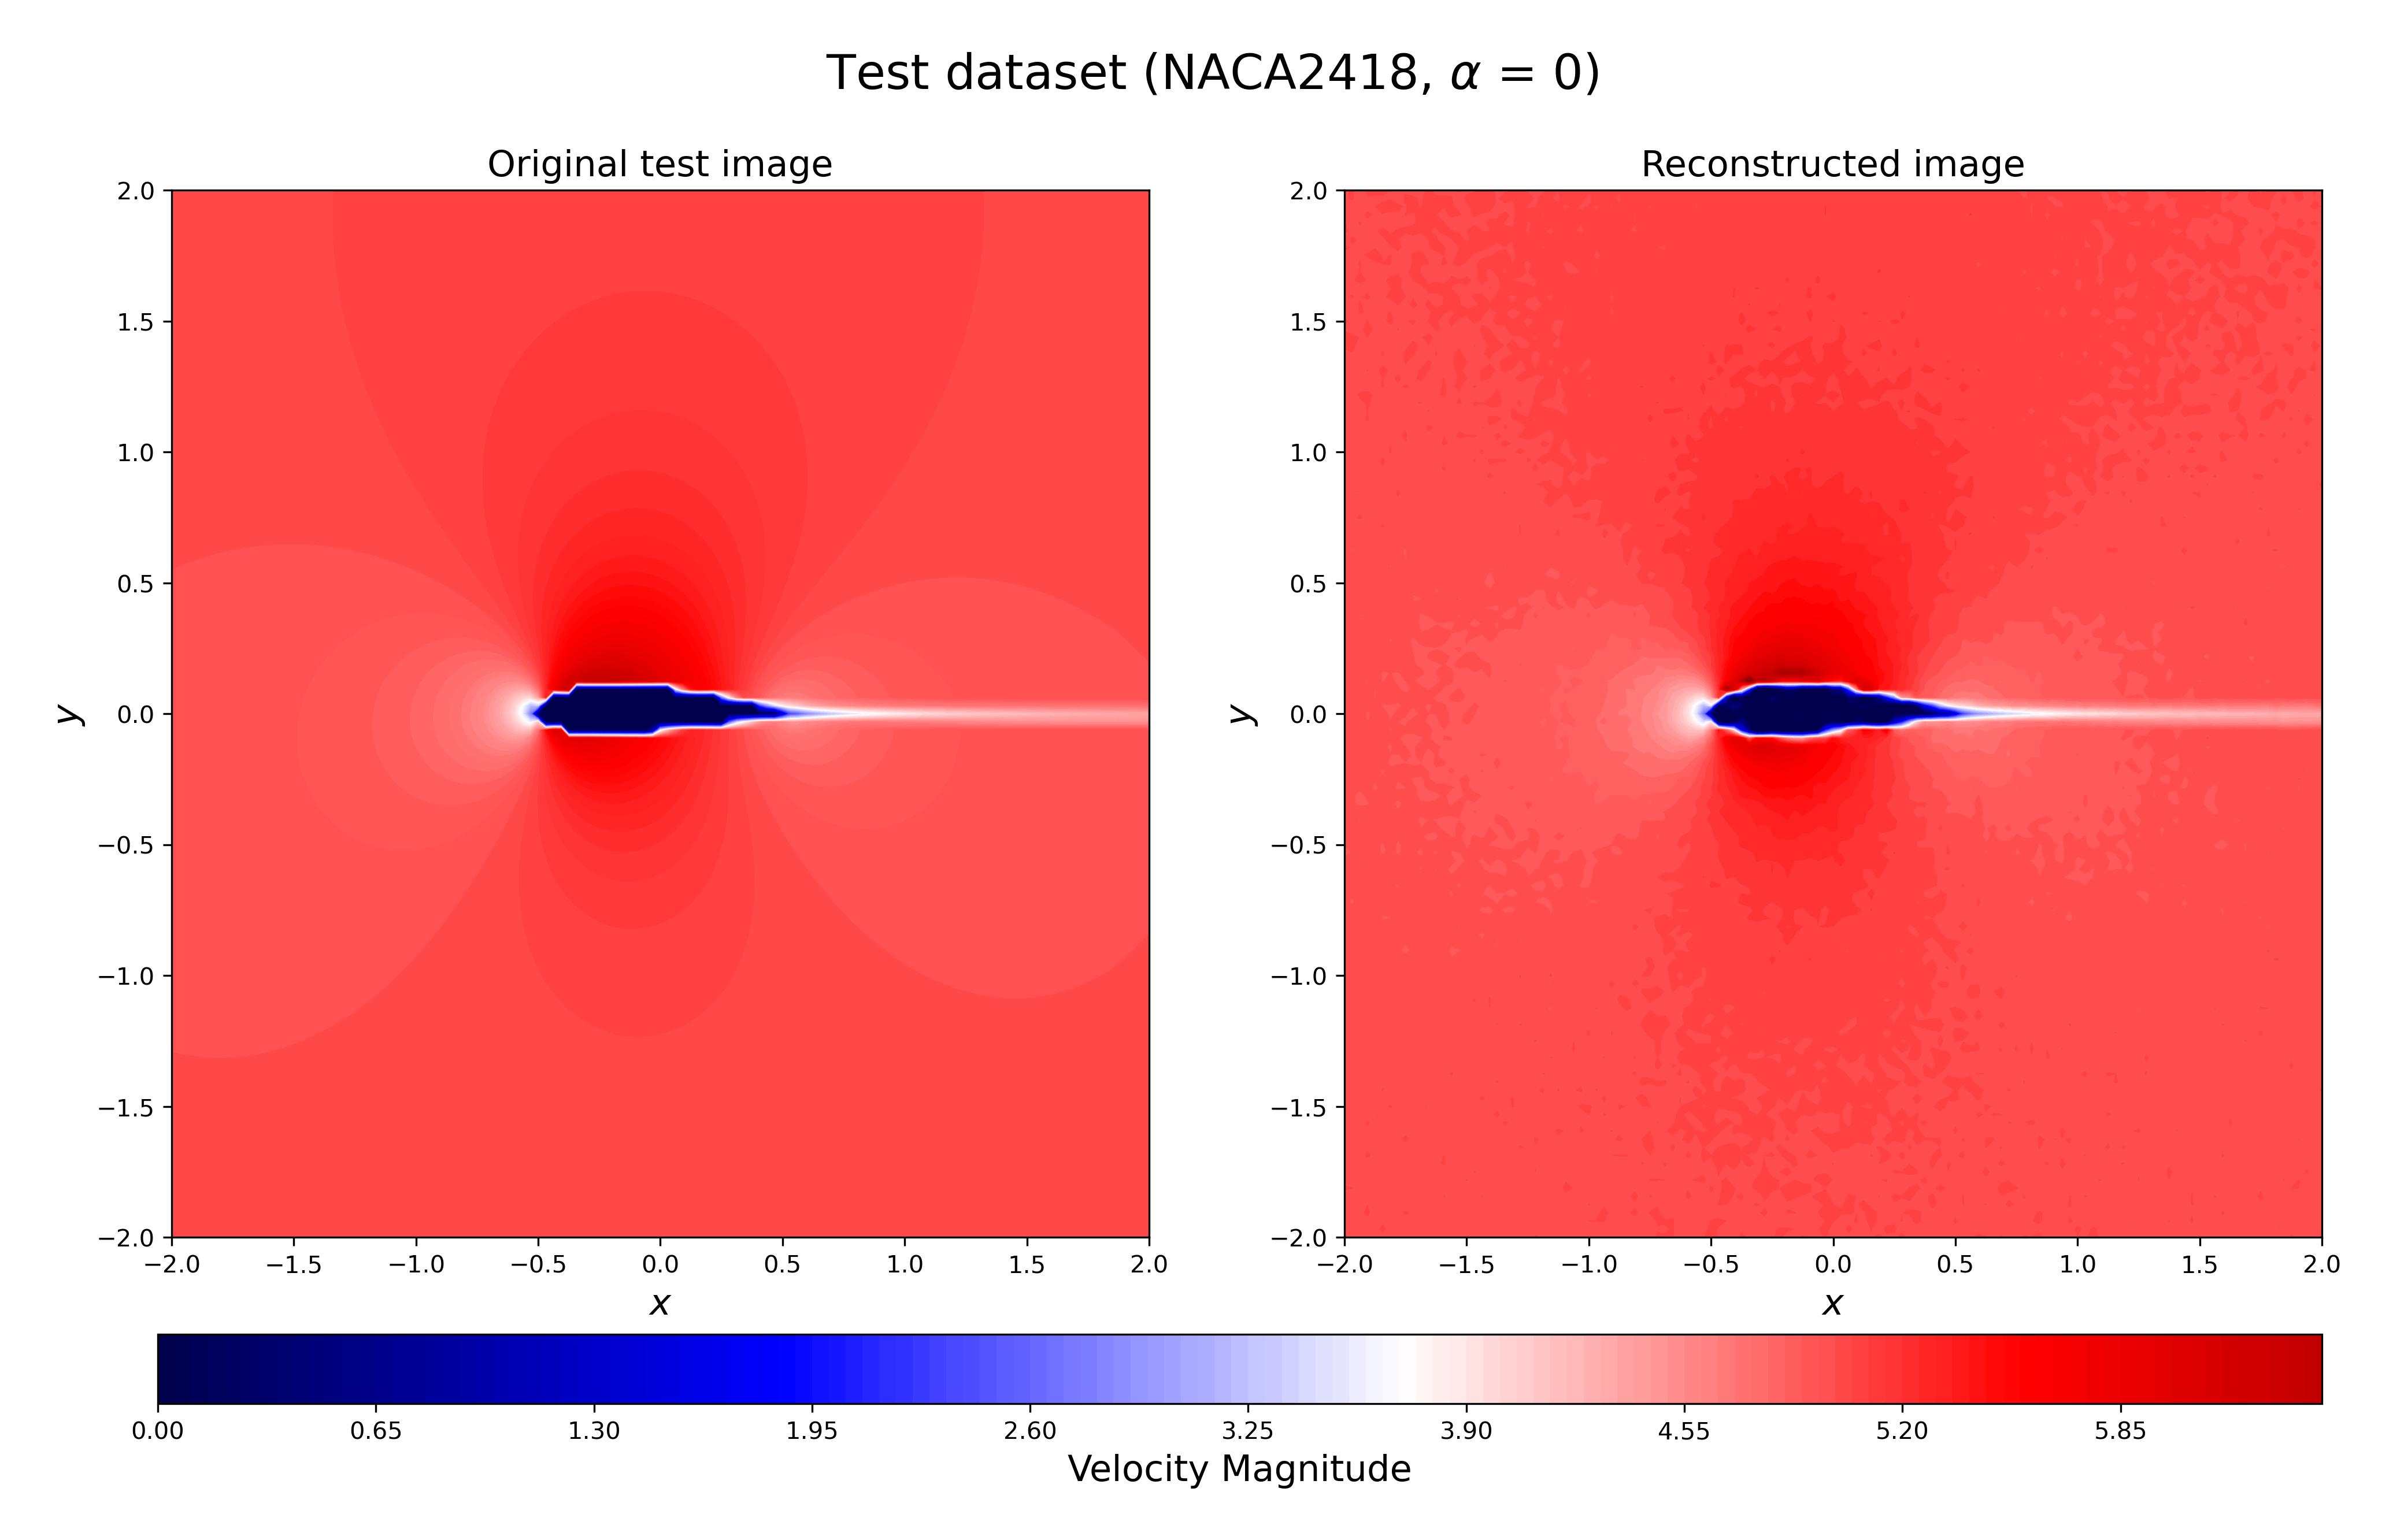 Test dataset (NACA2418, α = 0)
Original test image
Reconstructed image
2.0
1.5
1.0
0.5
0.0
−0.5
−1.0
−1.5
−2.0
y
−2.0 −1.5 −1.0 −0.5 0.0 0.5 1.0 1.5 2.0
x
2.0
1.5
1.0
0.5
0.0
−0.5
−1.0
−1.5
−2.0
y
−2.0 −1.5 −1.0 −0.5 0.0 0.5 1.0 1.5 2.0
x
0.00 0.65 1.30 1.95 2.60 3.25 3.90 4.55 5.20 5.85
Velocity Magnitude